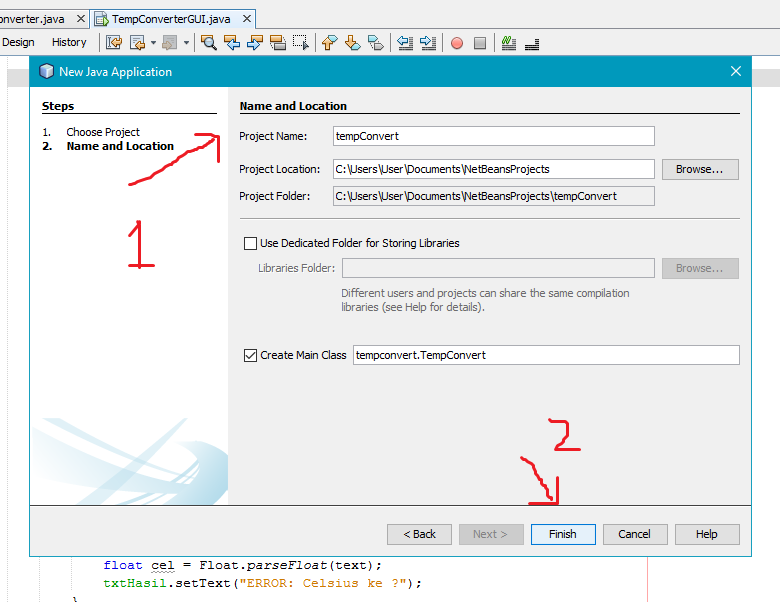 onverter.java × TempConverterGUI.java ×
Design History
New Java Application
Steps
1. Choose Project
2. Name and Location
Name and Location
Project Name: tempConvert
Project Location: C:\Users\User\Documents\NetBeansProjects Browse...
Project Folder: C:\Users\User\Documents\NetBeansProjects\tempConvert
1
Use Dedicated Folder for Storing Libraries
Libraries Folder: Browse...
Different users and projects can share the same compilation
libraries (see Help for details).
Create Main Class tempconvert.TempConvert
2
< Back Next > Finish Cancel Help
float cel = Float.parseFloat(text);
txtHasil.setText("ERROR: Celsius ke ?");
}